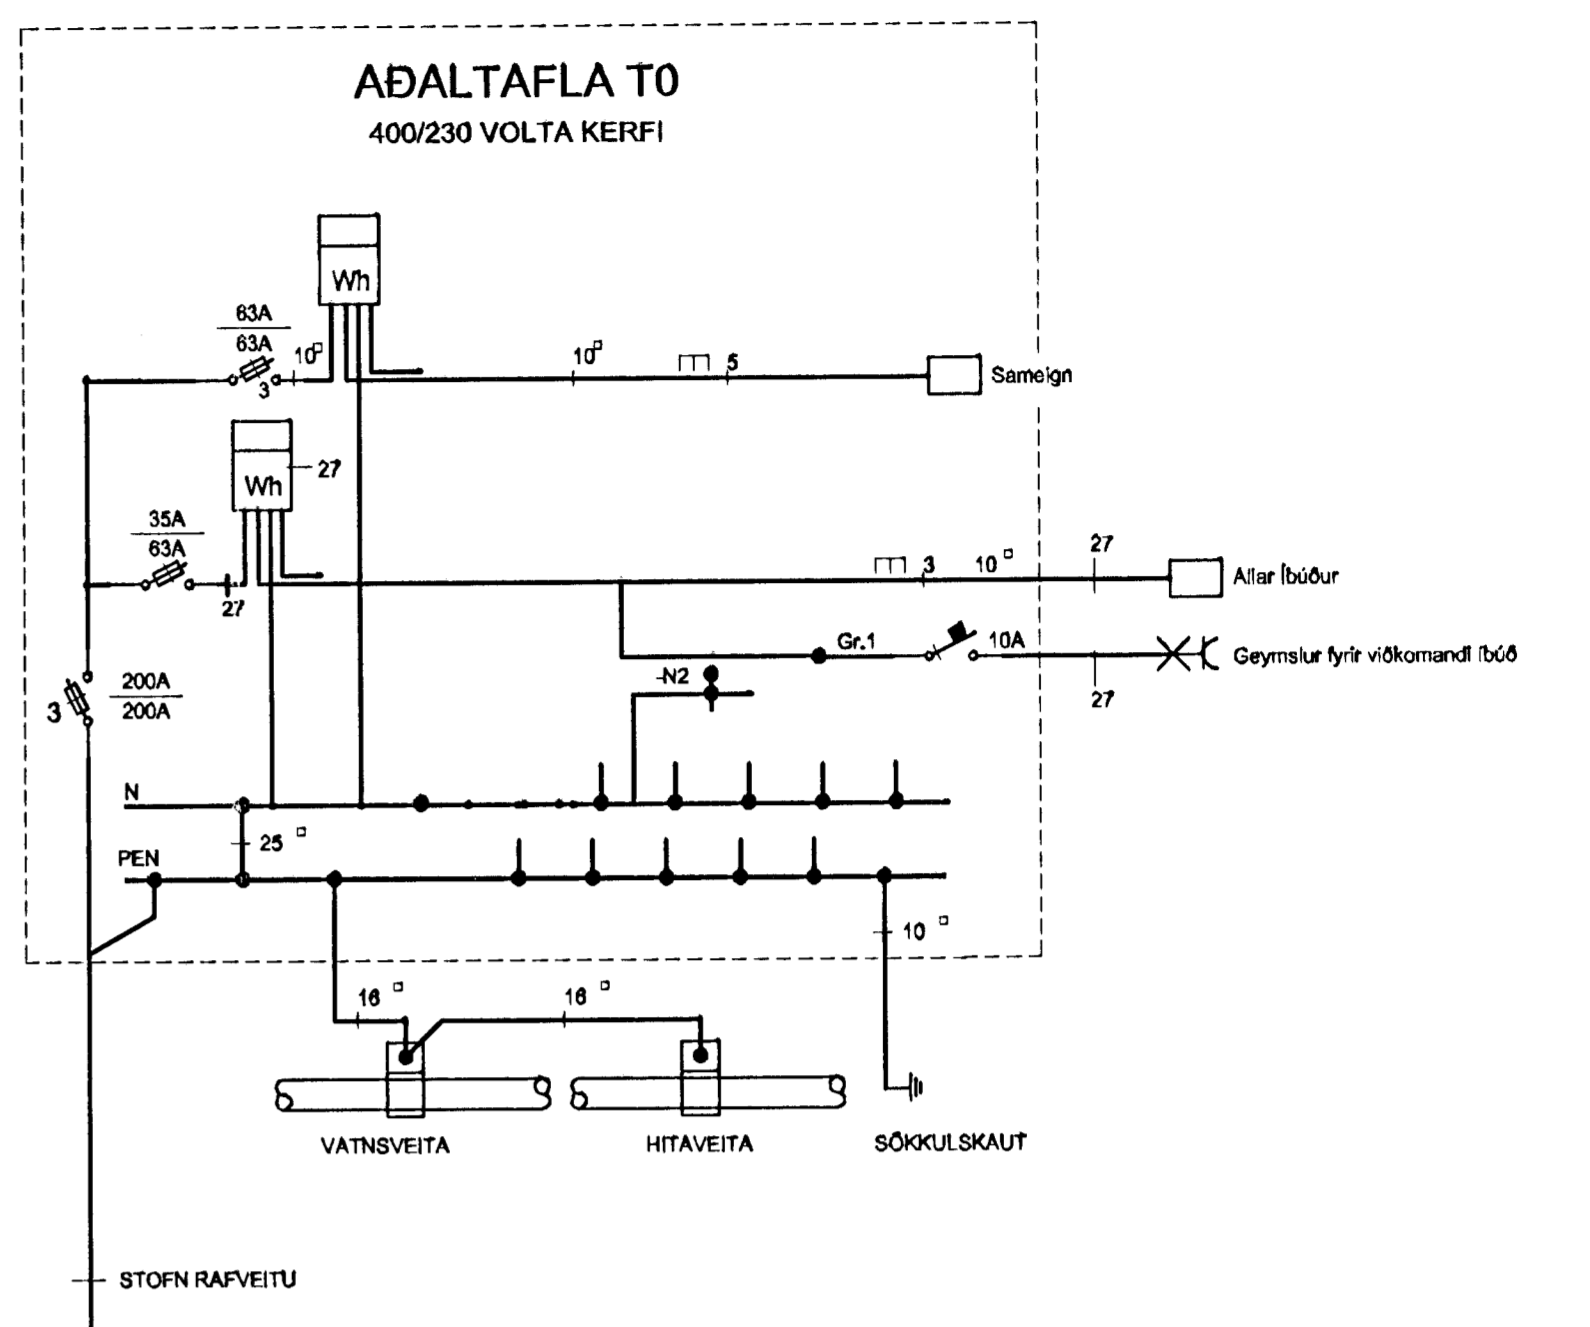 AÐALTAFLA T0
400/230 VOLTA KERFI
Wh
63A
63A
3
10□
10□
5
Sameign
Wh
27
35A
63A
27
3
10 □
27
Allar Íbúður
Gr.1
10A
27
Geymslur fyrir viðkomandi íbúð
-N2
3
200A
200A
N
25 □
PEN
10 □
16 □
16 □
VATNSVEITA
HITAVEITA
SÖKKULSKAUT
STOFN RAFVEITU